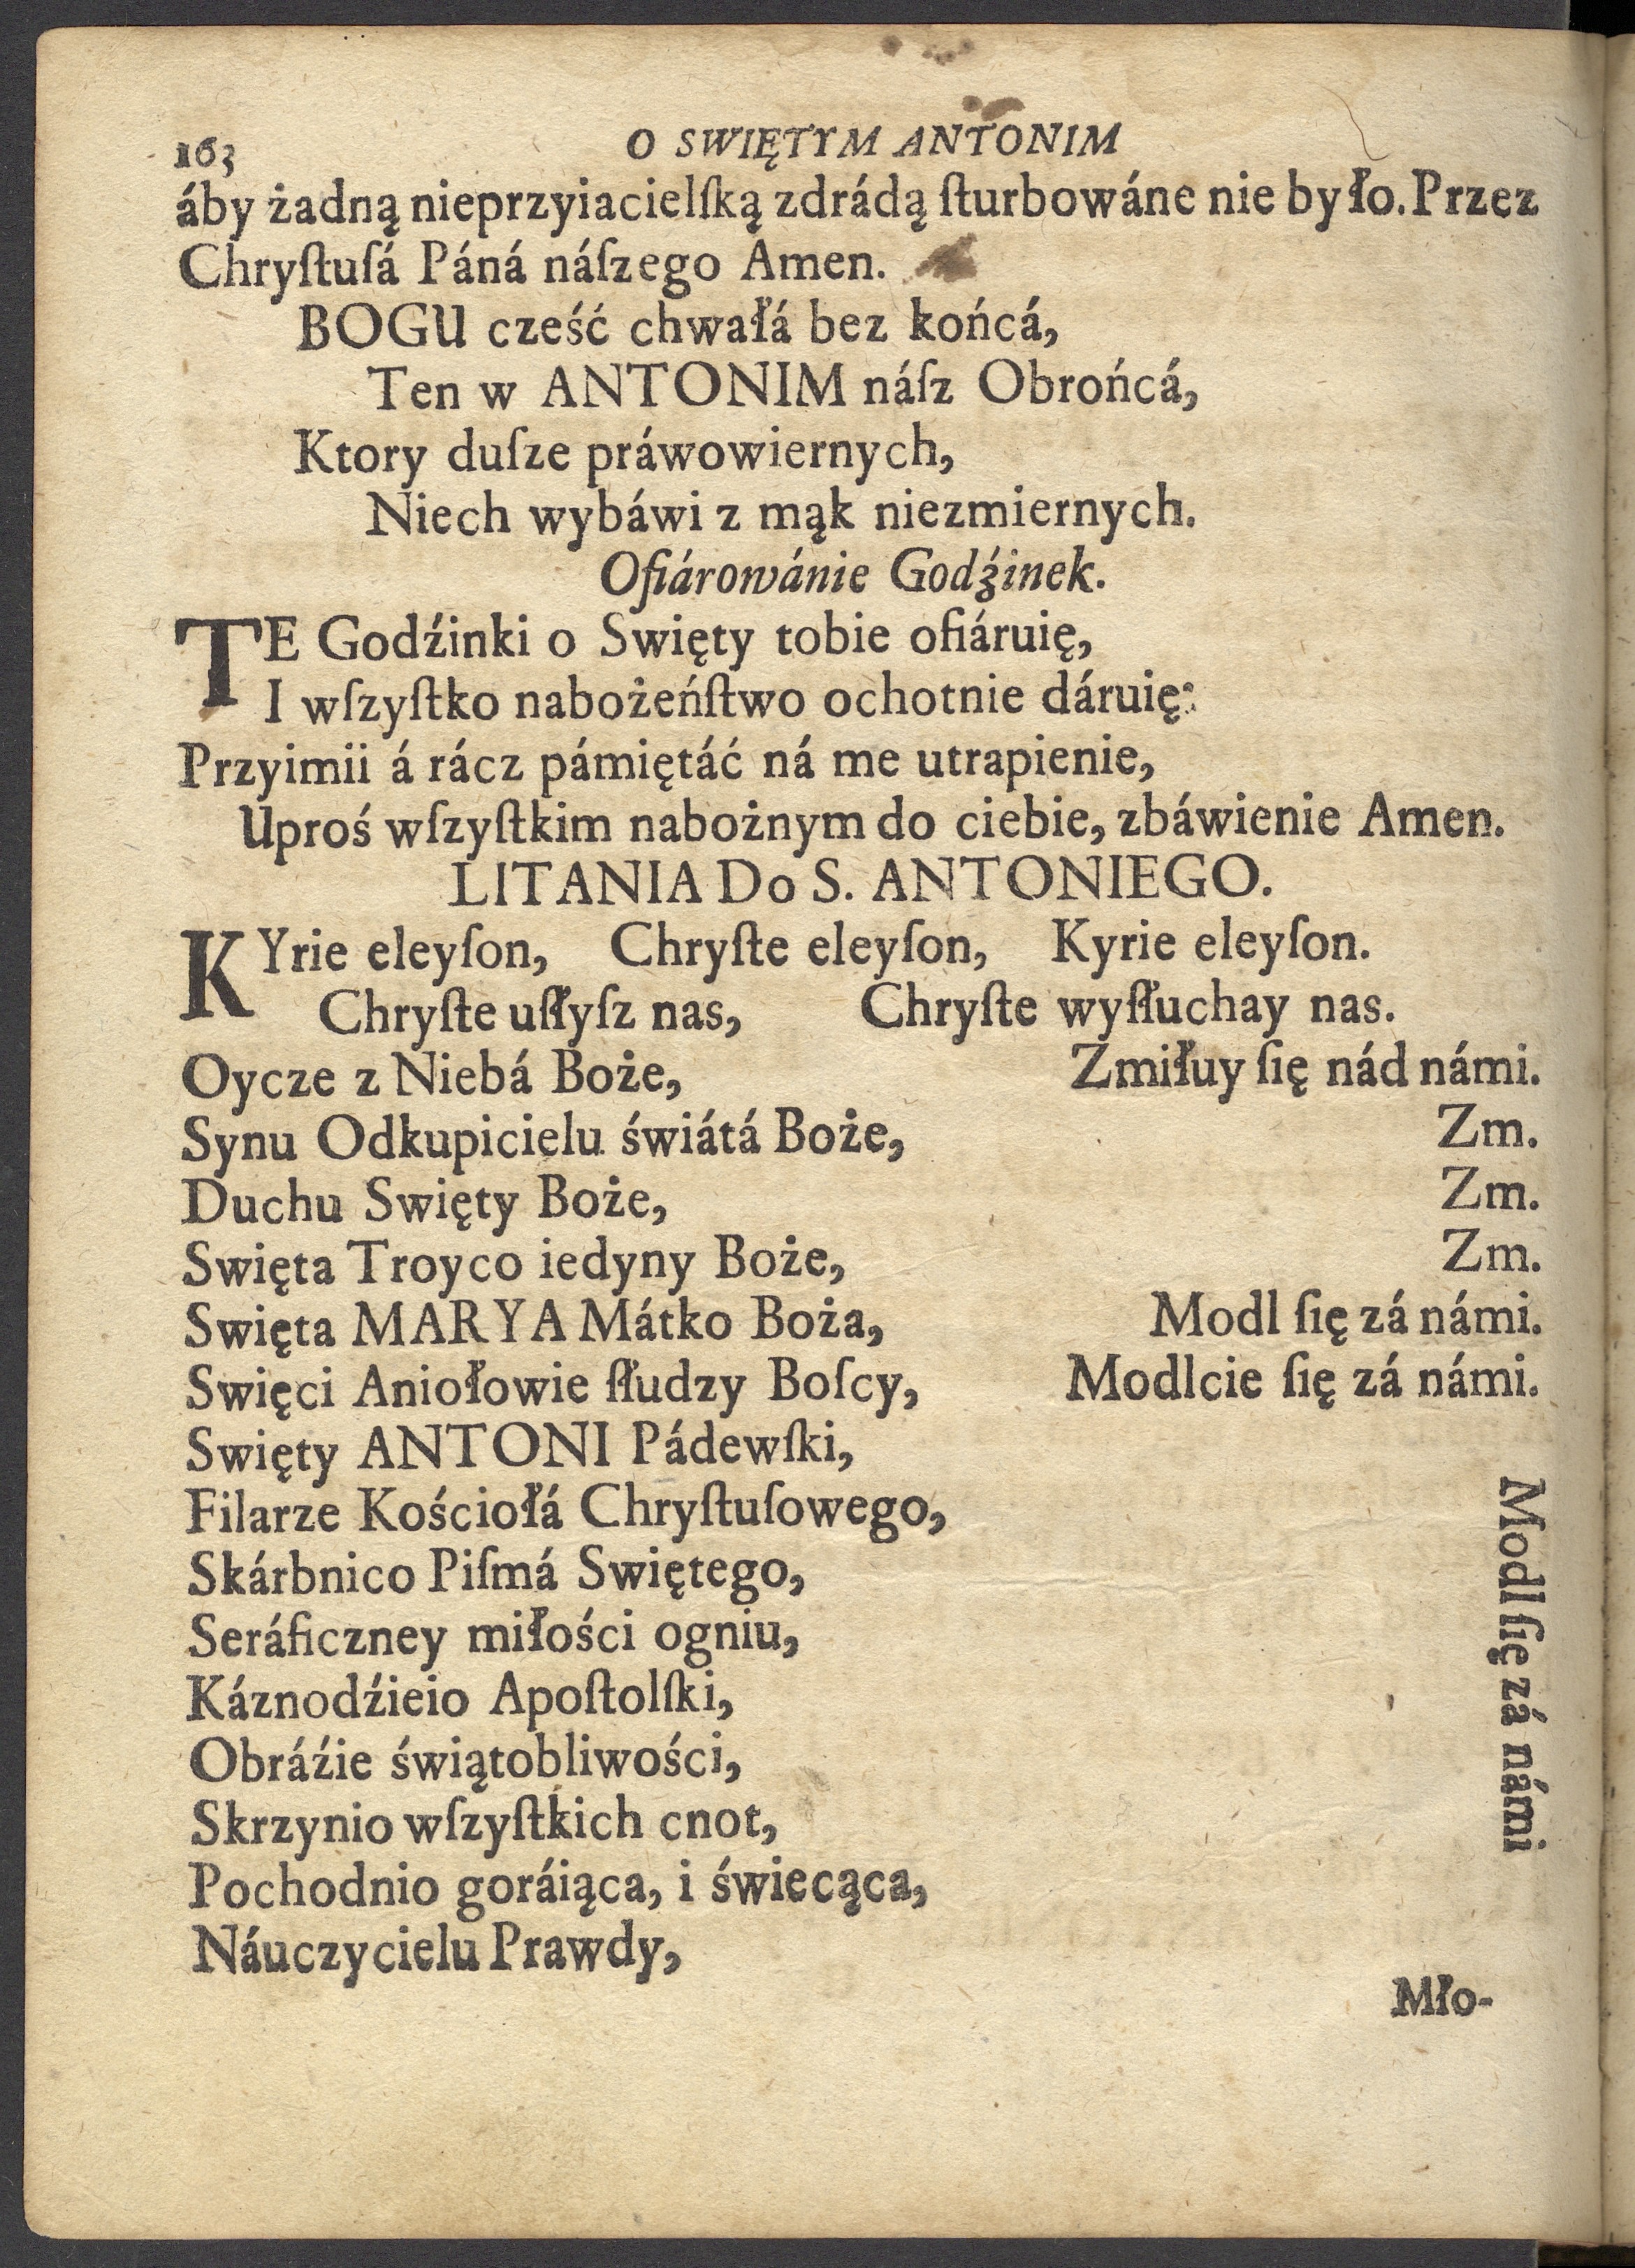 163 O SWIĘTYM ANTONIM
áby żadną nieprzyiacielſką zdrádą ſturbowáne nie było. Przez
Chryſtuſá Páná náſzego Amen.
BOGU cześć chwałá bez końcá,
Ten w ANTONIM náſz Obrońcá,
Ktory duſze práwowiernych,
Niech wybáwi z mąk niezmiernych.
Ofiárowánie Godźinek.
TE Godźinki o Swięty tobie ofiáruię,
I wſzyſtko nabożeńſtwo ochotnie dáruię:
Przyimii á rácz pámiętáć ná me utrapienie,
Uproś wſzyſtkim nabożnym do ciebie, zbáwienie Amen.
LITANIA Do S. ANTONIEGO.
KYrie eleyſon, Chryſte eleyſon, Kyrie eleyſon.
Chryſte uſłyſz nas, Chryſte wyſłuchay nas.
Oycze z Niebá Boże, Zmiłuy ſię nád námi.
Synu Odkupicielu świátá Boże, Zm.
Duchu Swięty Boże, Zm.
Swięta Troyco iedyny Boże, Zm.
Swięta MARYA Mátko Boża, Modl ſię zá námi.
Swięci Aniołowie ſłudzy Boſcy, Modlcie ſię zá námi.
Swięty ANTONI Pádewſki,
Filarze Kościołá Chryſtuſowego,
Skárbnico Piſmá Swiętego,
Seráficzney miłości ogniu,
Káznodźieio Apoſtolſki,
Obráźie świątobliwości,
Skrzynio wſzyſtkich cnot,
Pochodnio goráiąca, i świecąca,
Náuczycielu Prawdy,
Modl ſię zá námi
Mło-